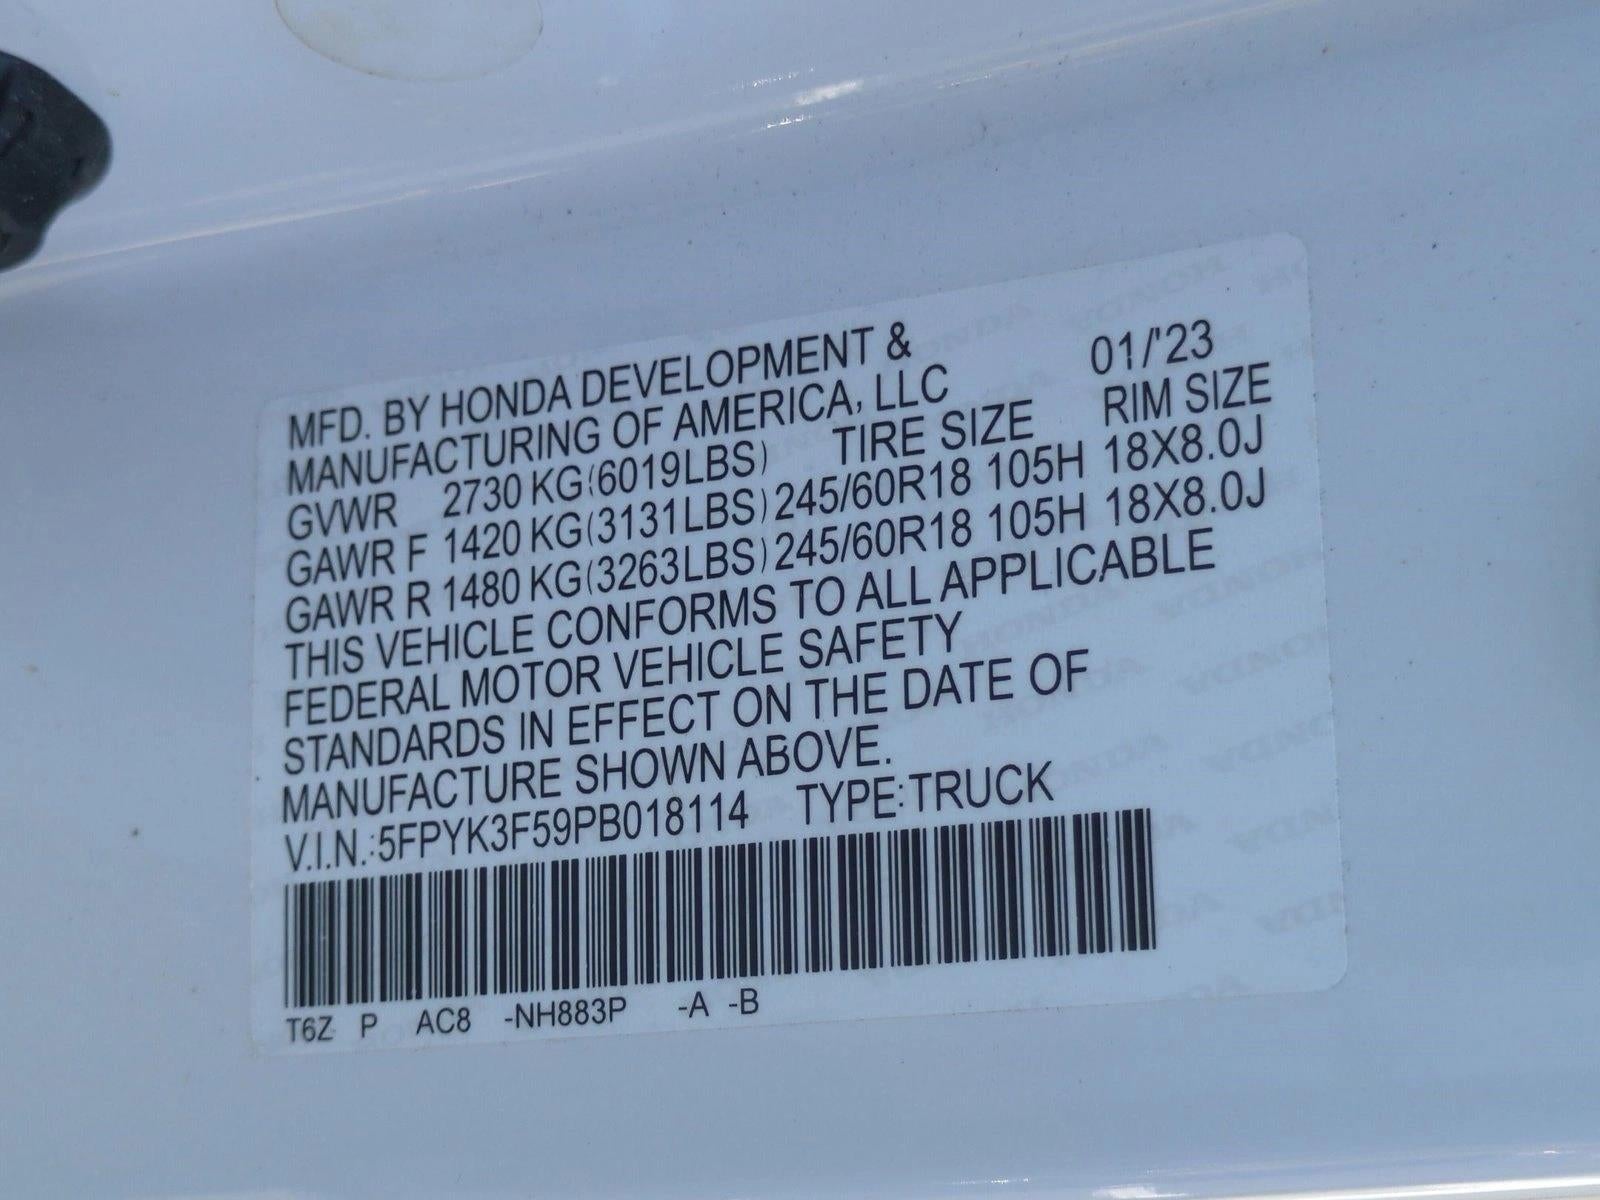 MFD. BY HONDA DEVELOPMENT & 01/'23
MANUFACTURING OF AMERICA, LLC RIM SIZE
GVWR 2730 KG(6019LBS) TIRE SIZE
GAWR F 1420 KG(3131LBS) 245/60R18 105H 18X8.0J
GAWR R 1480 KG(3263LBS) 245/60R18 105H 18X8.0J
THIS VEHICLE CONFORMS TO ALL APPLICABLE
FEDERAL MOTOR VEHICLE SAFETY
STANDARDS IN EFFECT ON THE DATE OF
MANUFACTURE SHOWN ABOVE.
V.I.N.:5FPYK3F59PB018114 TYPE:TRUCK
T6Z P AC8 -NH883P -A -B